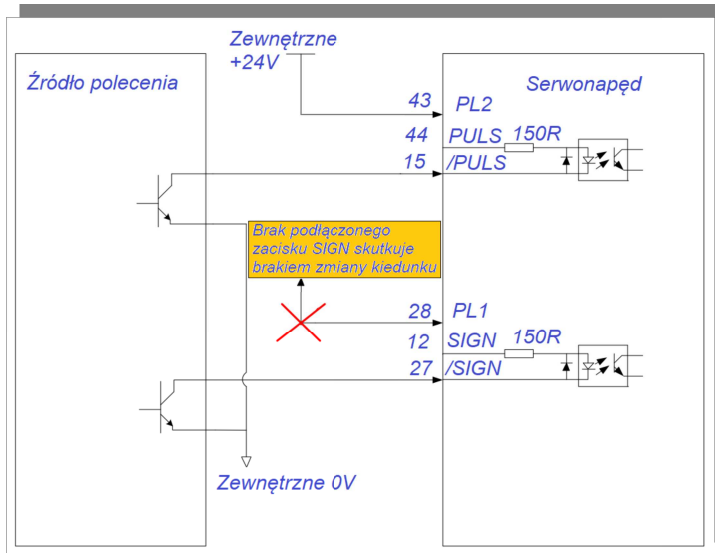 Zewnętrzne
+24V
Źródło polecenia
Serwonapęd
43 PL2
44 PULS 150R
15 /PULS
Brak podłączonego
zacisku SIGN skutkuje
brakiem zmiany kiedunku
28 PL1
12 SIGN 150R
27 /SIGN
Zewnętrzne 0V